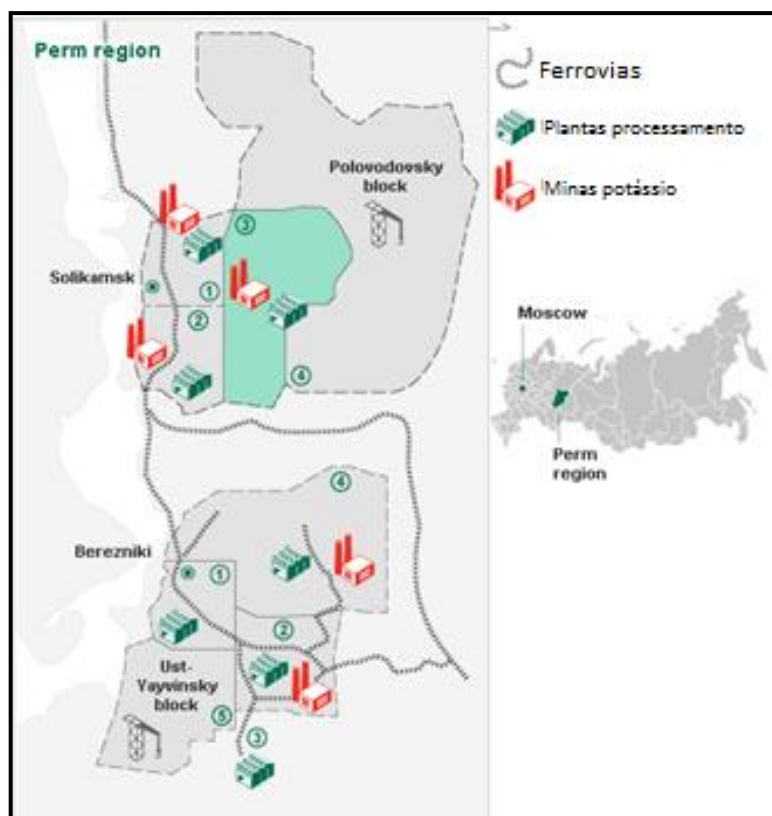 Perm region
Ferrovias
Plantas processamento
Minas potássio
Polovodovsky
block
Solikamsk
1
2
3
4
Moscow
Perm
region
Berezniki
4
1
2
Ust-
Yayvinsky
block
5
3